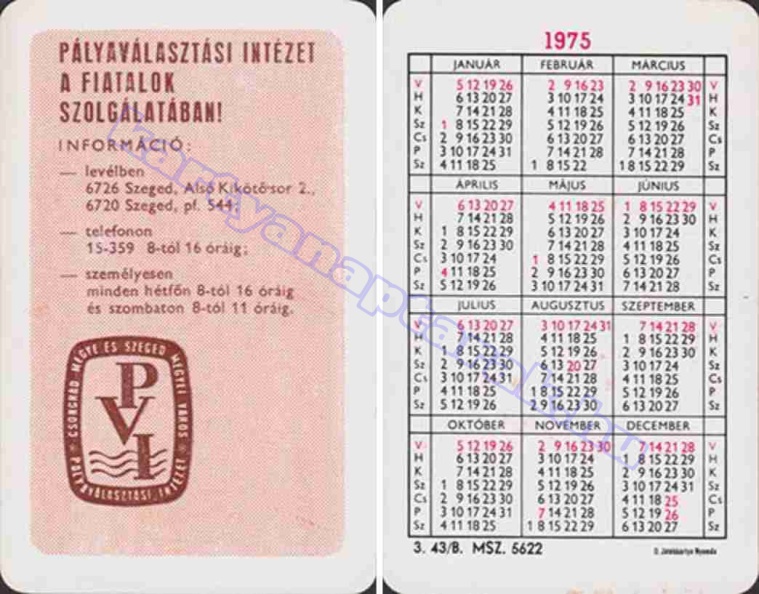 PÁLYAVÁLASZTÁSI INTÉZET
A FIATALOK
SZOLGÁLATÁBAN!
INFORMÁCIÓ:
— levélben
6726 Szeged, Alsó Kikötő-sor 2.,
6720 Szeged, pf. 544;
— telefonon
15-359 8-tól 16 óráig;
— személyesen
minden hétfőn 8-tól 16 óráig
és szombaton 8-tól 11 óráig.
CSONGRÁD MEGYE ÉS SZEGED MEGYEI VÁROS
PÁLYAVÁLASZTÁSI INTÉZET
PVI
kartyanaptarak.hu
1975
JANUÁR FEBRUÁR MÁRCIUS
V 5 12 19 26 2 9 16 23 2 9 16 23 30 V
H 6 13 20 27 3 10 17 24 3 10 17 24 31 H
K 7 14 21 28 4 11 18 25 4 11 18 25 K
Sz 1 8 15 22 29 5 12 19 26 5 12 19 26 Sz
Cs 2 9 16 23 30 6 13 20 27 6 13 20 27 Cs
P 3 10 17 24 31 7 14 21 28 7 14 21 28 P
Sz 4 11 18 25 1 8 15 22 1 8 15 22 29 Sz
ÁPRILIS MÁJUS JÚNIUS
V 6 13 20 27 4 11 18 25 1 8 15 22 29 V
H 7 14 21 28 5 12 19 26 2 9 16 23 30 H
K 1 8 15 22 29 6 13 20 27 3 10 17 24 K
Sz 2 9 16 23 30 7 14 21 28 4 11 18 25 Sz
Cs 3 10 17 24 1 8 15 22 29 5 12 19 26 Cs
P 4 11 18 25 2 9 16 23 30 6 13 20 27 P
Sz 5 12 19 26 3 10 17 24 31 7 14 21 28 Sz
JÚLIUS AUGUSZTUS SZEPTEMBER
V 6 13 20 27 3 10 17 24 31 7 14 21 28 V
H 7 14 21 28 4 11 18 25 1 8 15 22 29 H
K 1 8 15 22 29 5 12 19 26 2 9 16 23 30 K
Sz 2 9 16 23 30 6 13 20 27 3 10 17 24 Sz
Cs 3 10 17 24 31 7 14 21 28 4 11 18 25 Cs
P 4 11 18 25 1 8 15 22 29 5 12 19 26 P
Sz 5 12 19 26 2 9 16 23 30 6 13 20 27 Sz
OKTÓBER NOVEMBER DECEMBER
V 5 12 19 26 2 9 16 23 30 7 14 21 28 V
H 6 13 20 27 3 10 17 24 1 8 15 22 29 H
K 7 14 21 28 4 11 18 25 2 9 16 23 30 K
Sz 1 8 15 22 29 5 12 19 26 3 10 17 24 31 Sz
Cs 2 9 16 23 30 6 13 20 27 4 11 18 25 Cs
P 3 10 17 24 31 7 14 21 28 5 12 19 26 P
Sz 4 11 18 25 1 8 15 22 29 6 13 20 27 Sz
3. 43/B. MSZ. 5622
Játékkártya Nyomda